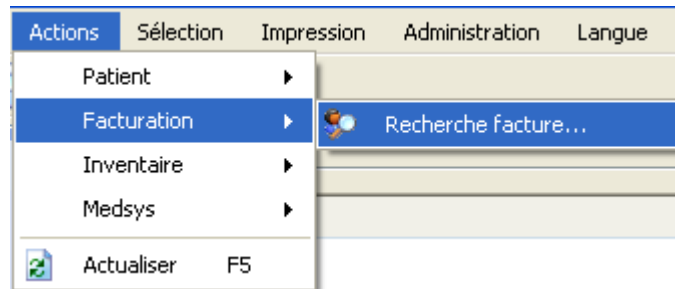 Actions Sélection Impression Administration Langue
Patient
Facturation Recherche facture...
Inventaire
Medsys
Actualiser F5